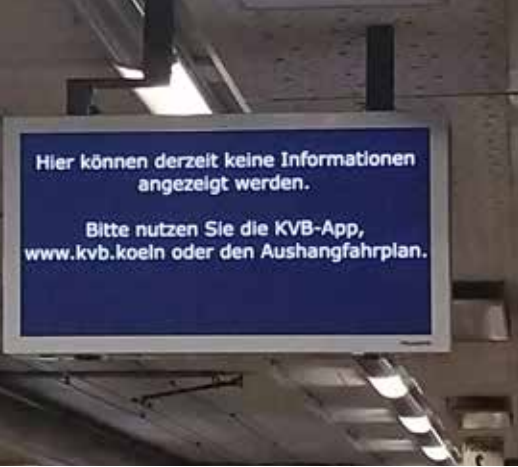 Hier können derzeit keine Informationen
angezeigt werden.
Bitte nutzen Sie die KVB-App,
www.kvb.koeln oder den Aushangfahrplan.